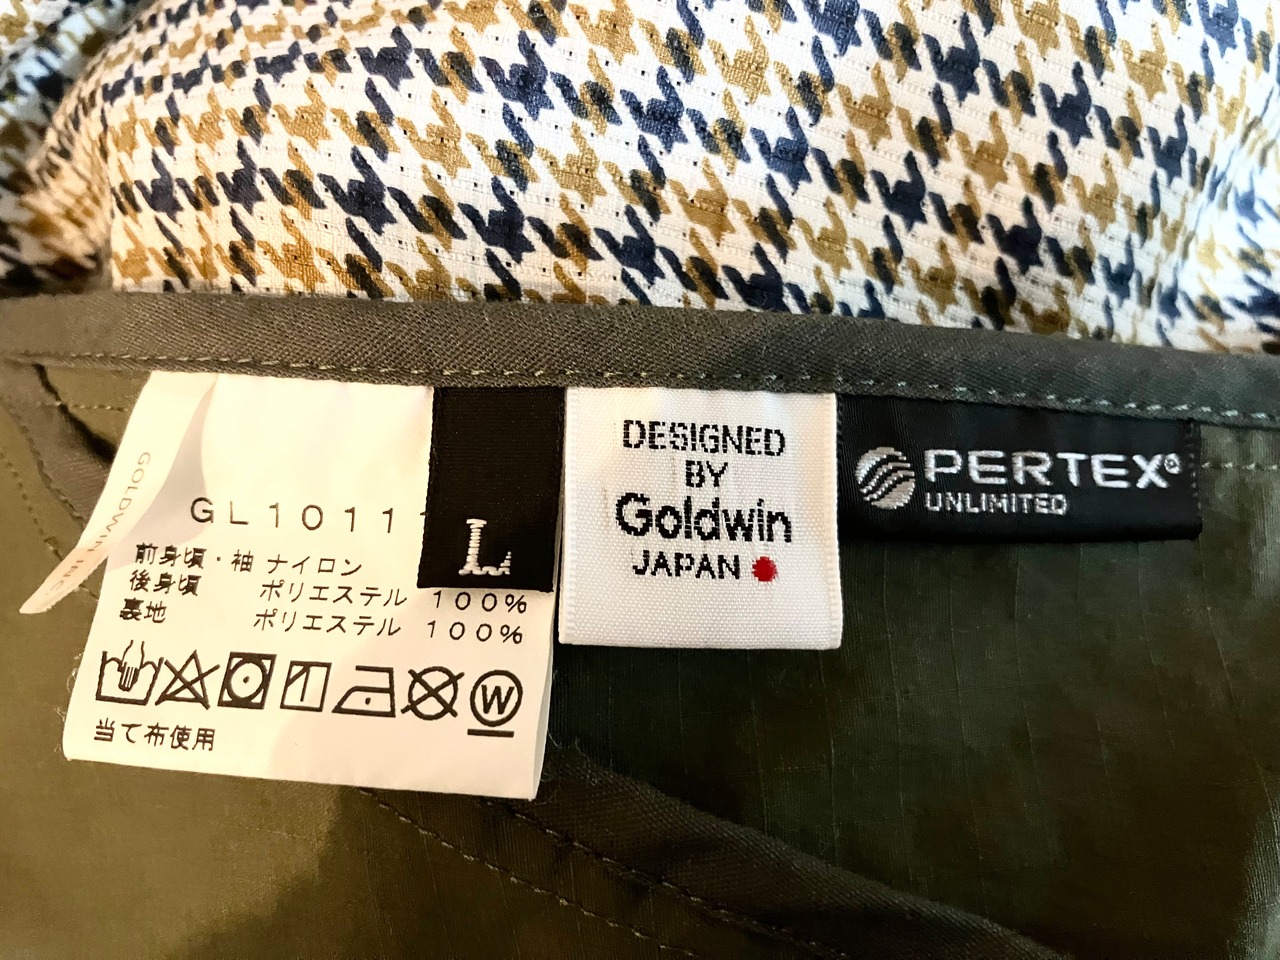 GOLDWIN INC
GL1011
前身頃・袖 ナイロン
後身頃 ポリエステル 100%
裏地 ポリエステル 100%
W
当て布使用
L
DESIGNED
BY
Goldwin
JAPAN
PERTEX®
UNLIMITED